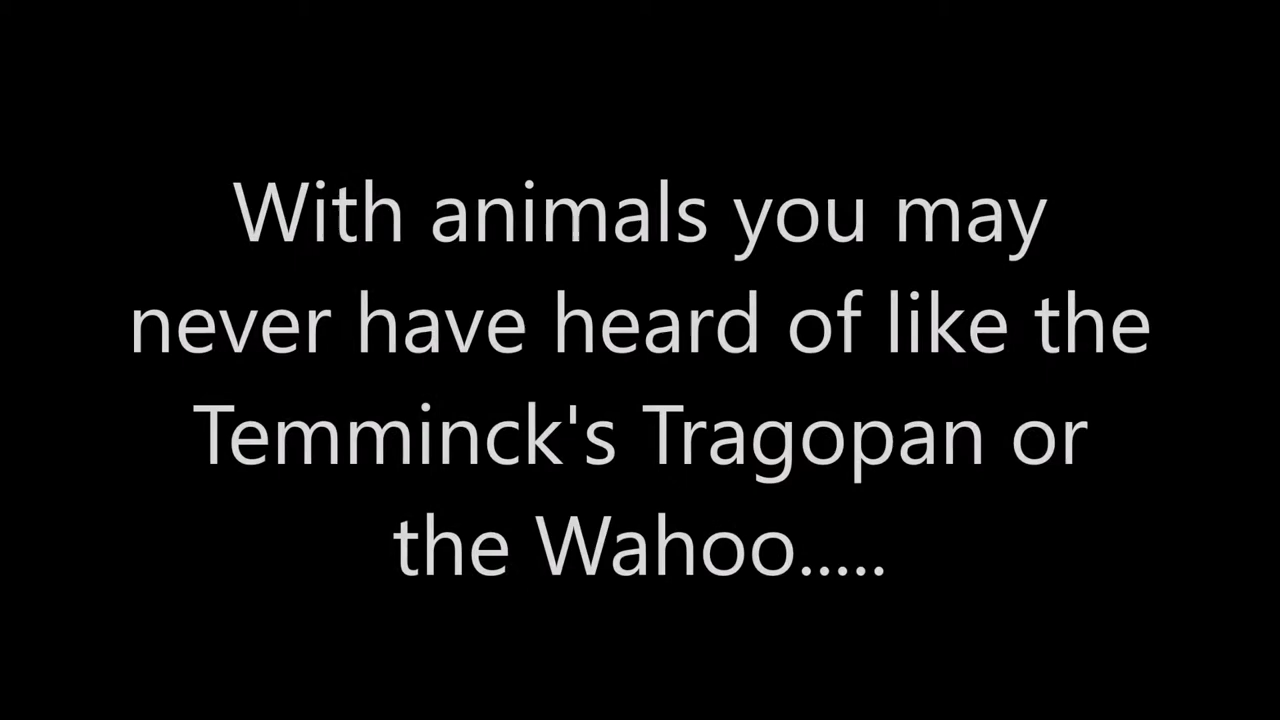 With animals you may
never have heard of like the
Temminck's Tragopan or
the Wahoo.....